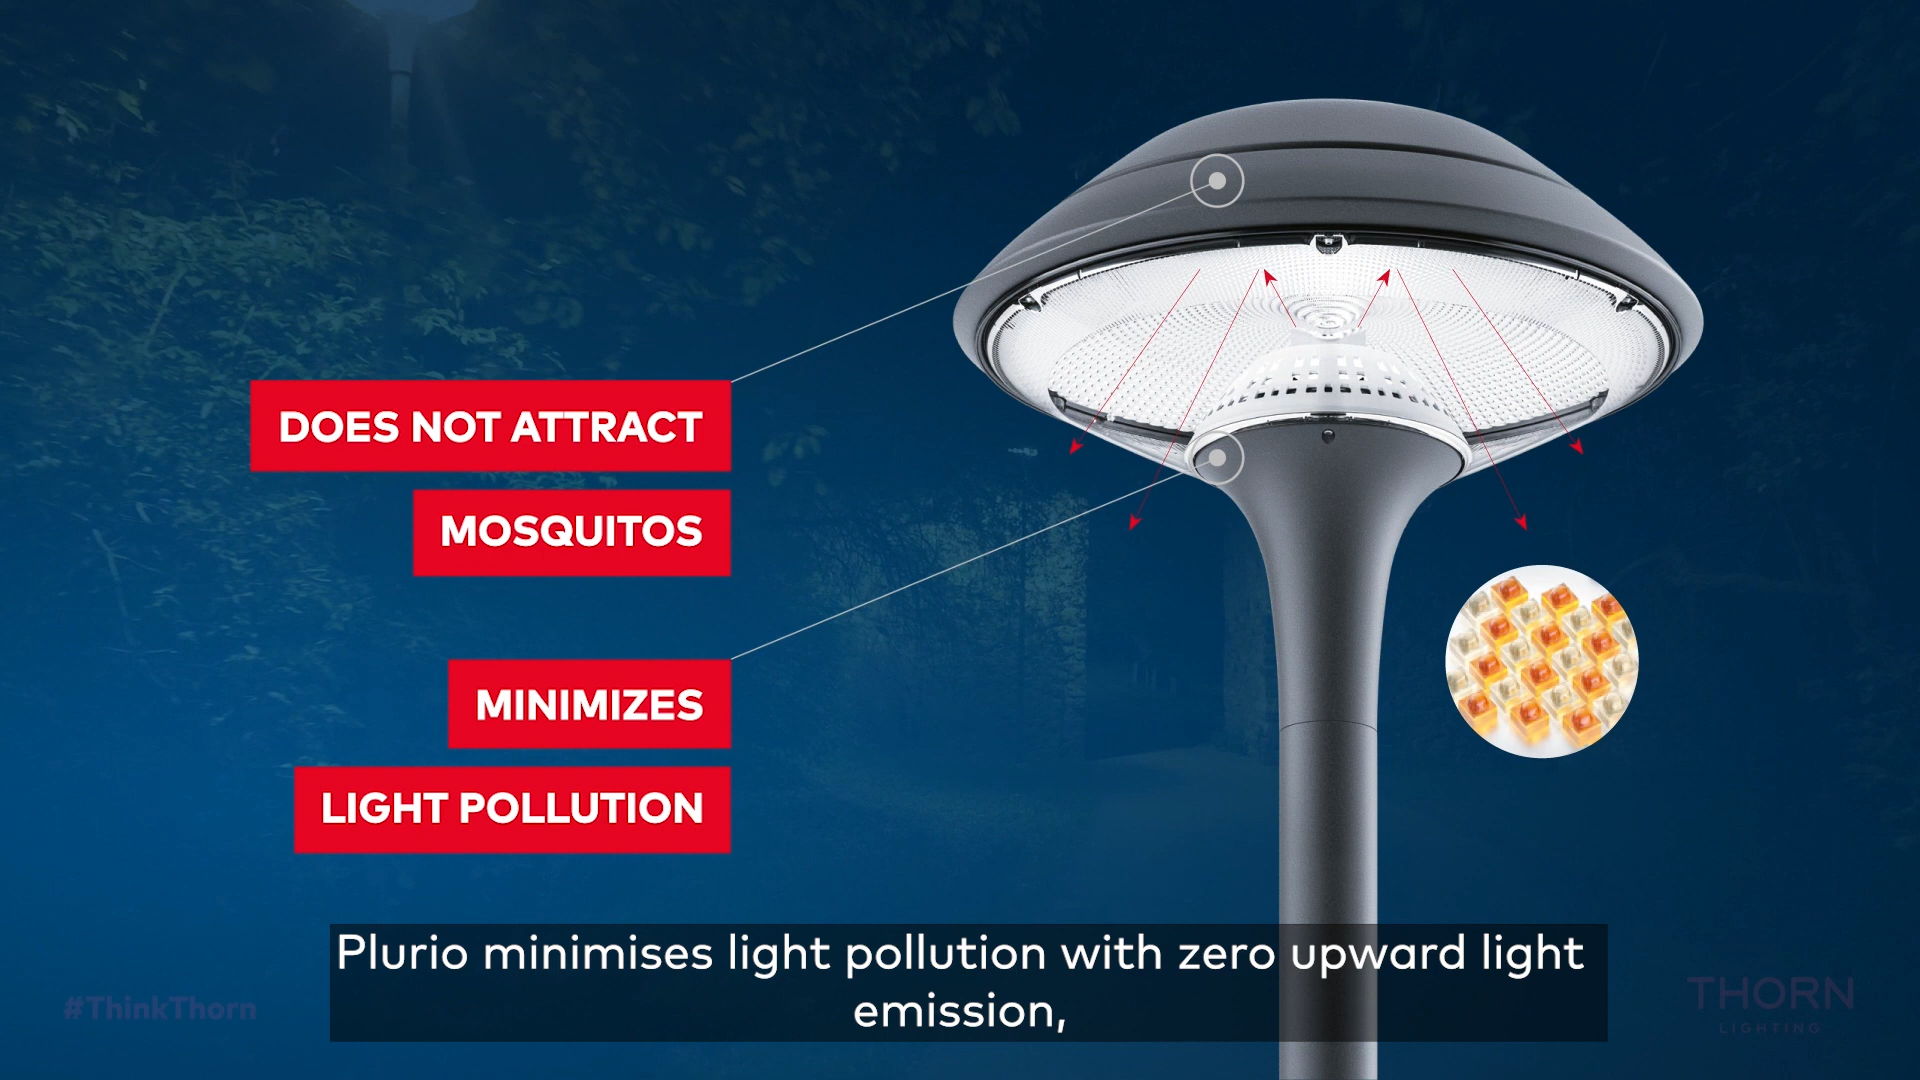 DOES NOT ATTRACT
MOSQUITOS
MINIMIZES
LIGHT POLLUTION
Plurio minimises light pollution with zero upward light
emission,
#ThinkThorn
THORN
LIGHTING